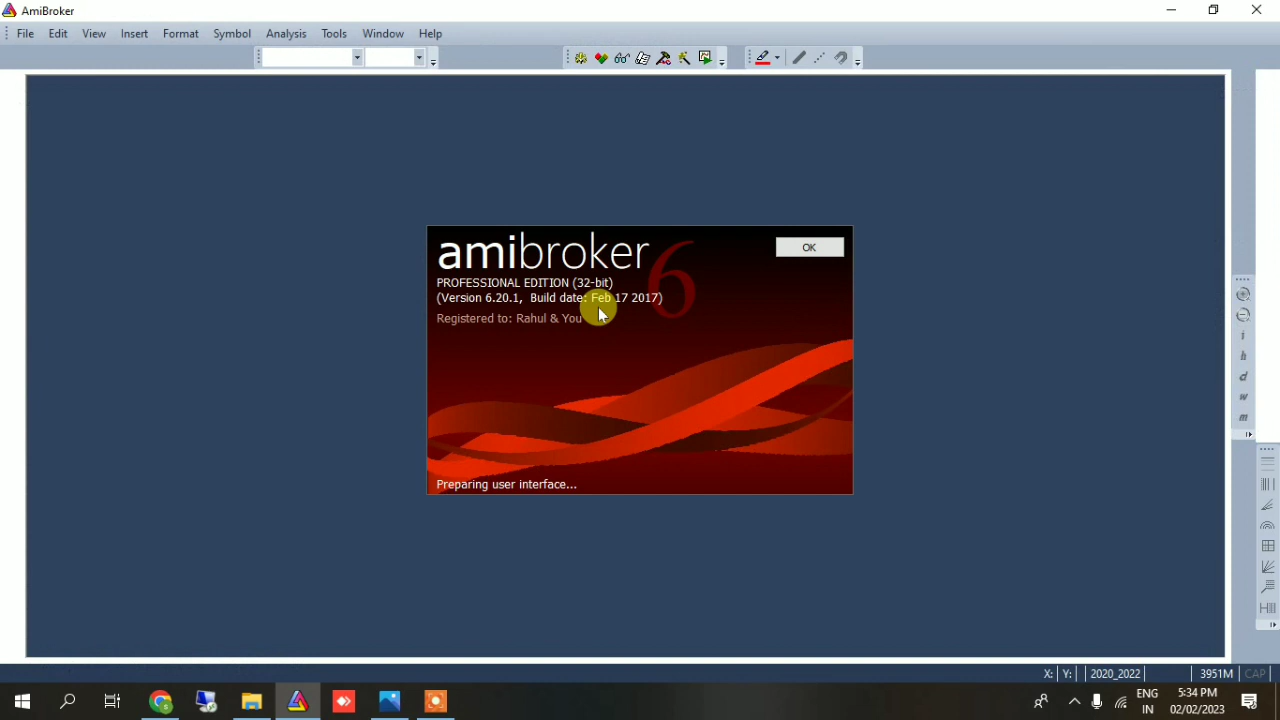 AmiBroker
File Edit View Insert Format Symbol Analysis Tools Window Help
amibroker 6
OK
PROFESSIONAL EDITION (32-bit)
(Version 6.20.1, Build date: Feb 17 2017)
Registered to: Rahul & You
Preparing user interface...
i
h
d
w
m
X: Y: 2020_2022 3951M CAP
ENG 5:34 PM
IN 02/02/2023